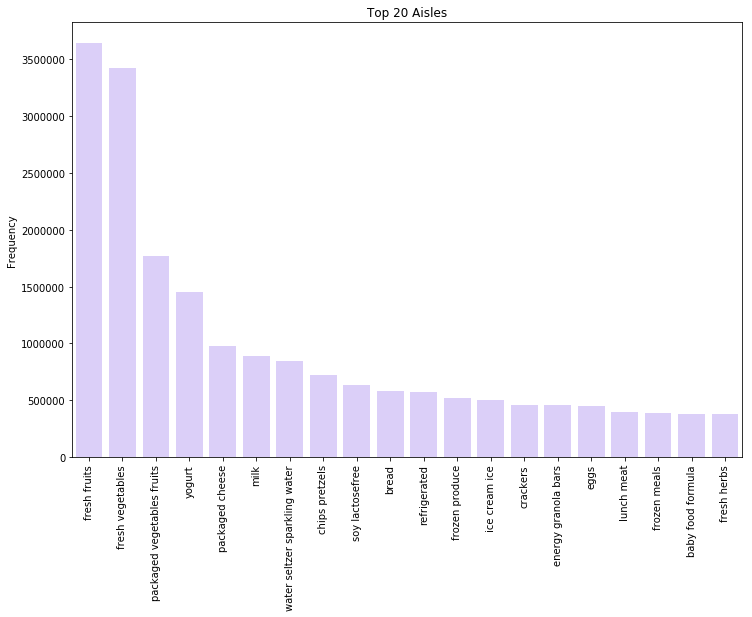 Top 20 Aisles
Frequency
3500000
3000000
2500000
2000000
1500000
1000000
500000
0
fresh fruits
fresh vegetables
packaged vegetables fruits
yogurt
packaged cheese
milk
water seltzer sparkling water
chips pretzels
soy lactosefree
bread
refrigerated
frozen produce
ice cream ice
crackers
energy granola bars
eggs
lunch meat
frozen meals
baby food formula
fresh herbs